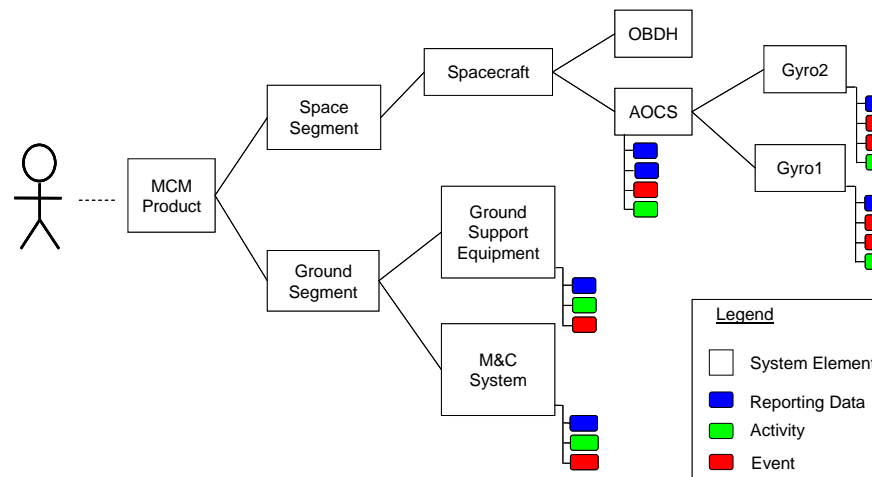 OBDH
Spacecraft
Gyro2
Space
Segment
AOCS
MCM
Product
Gyro1
Ground
Support
Equipment
Ground
Segment
Legend
M&C
System
System Element
Reporting Data
Activity
Event